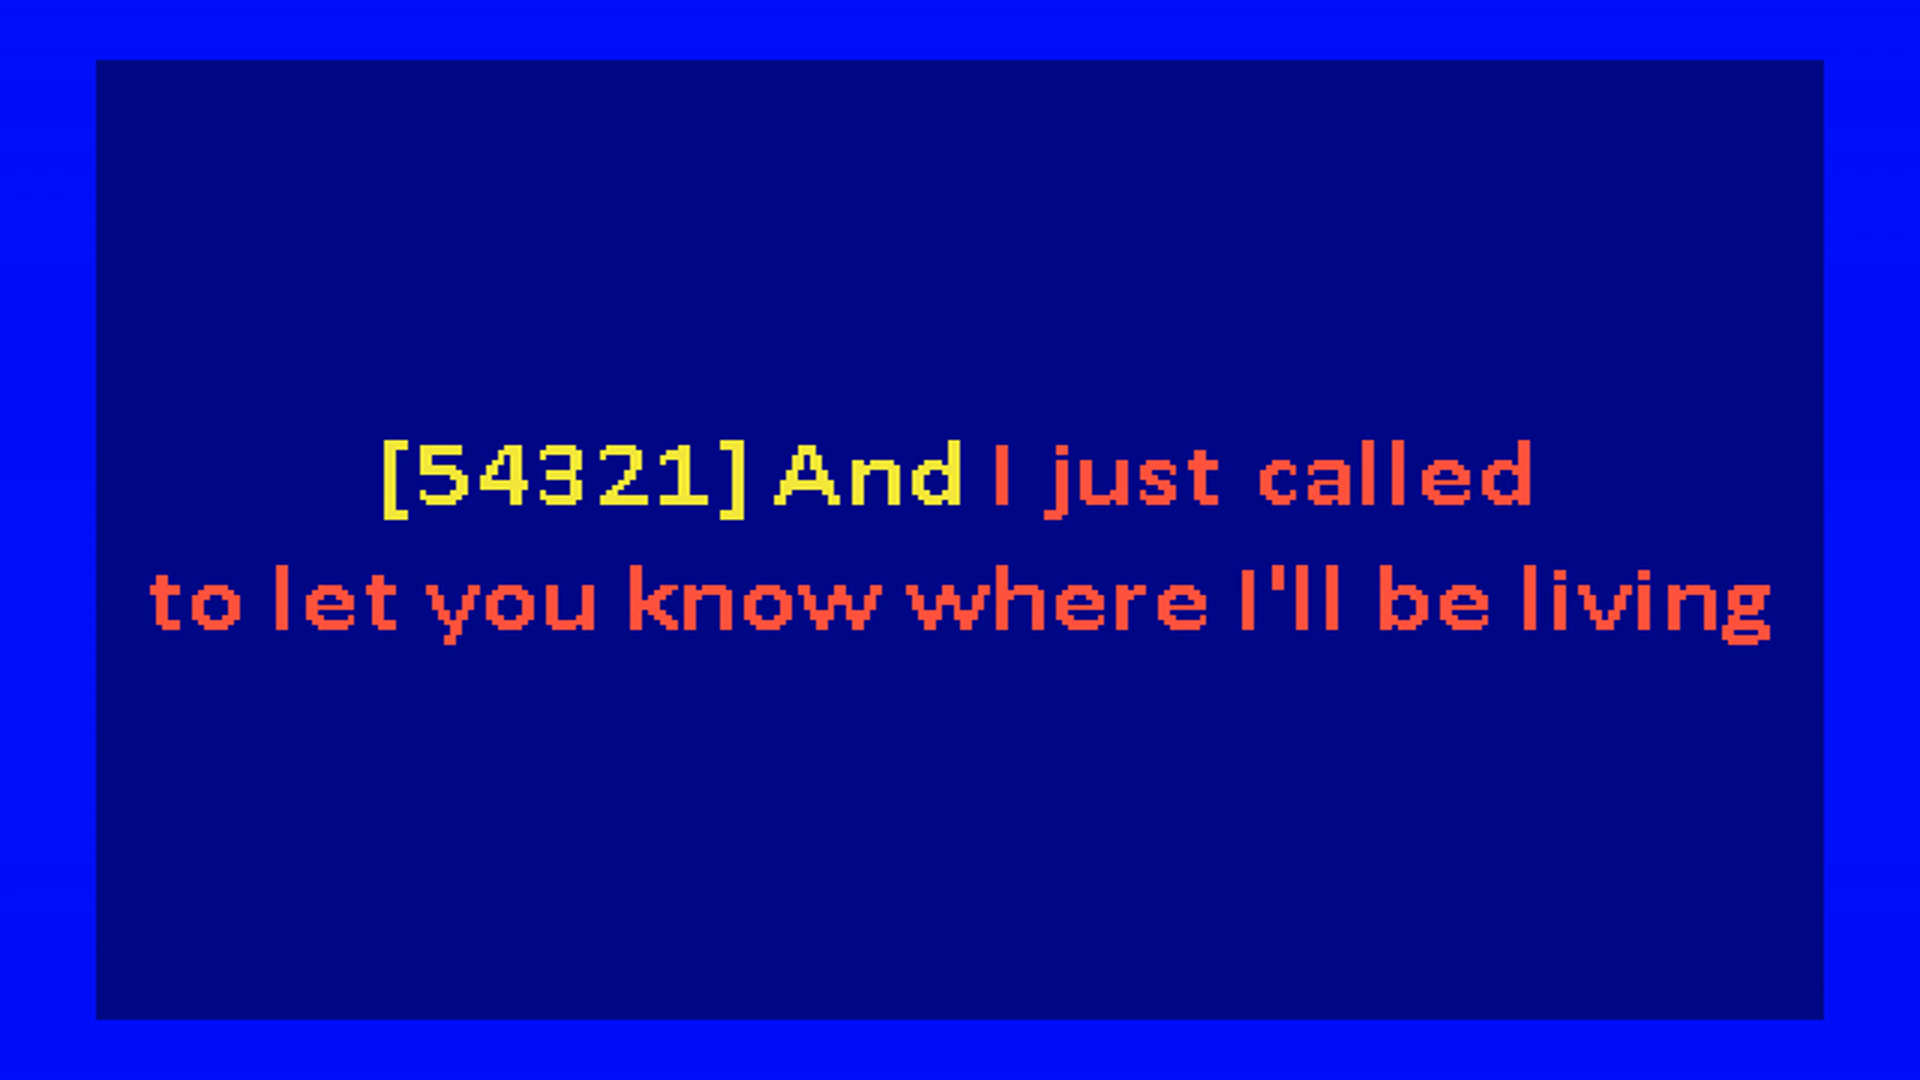 [54321] And I just called
to let you know where I'll be living